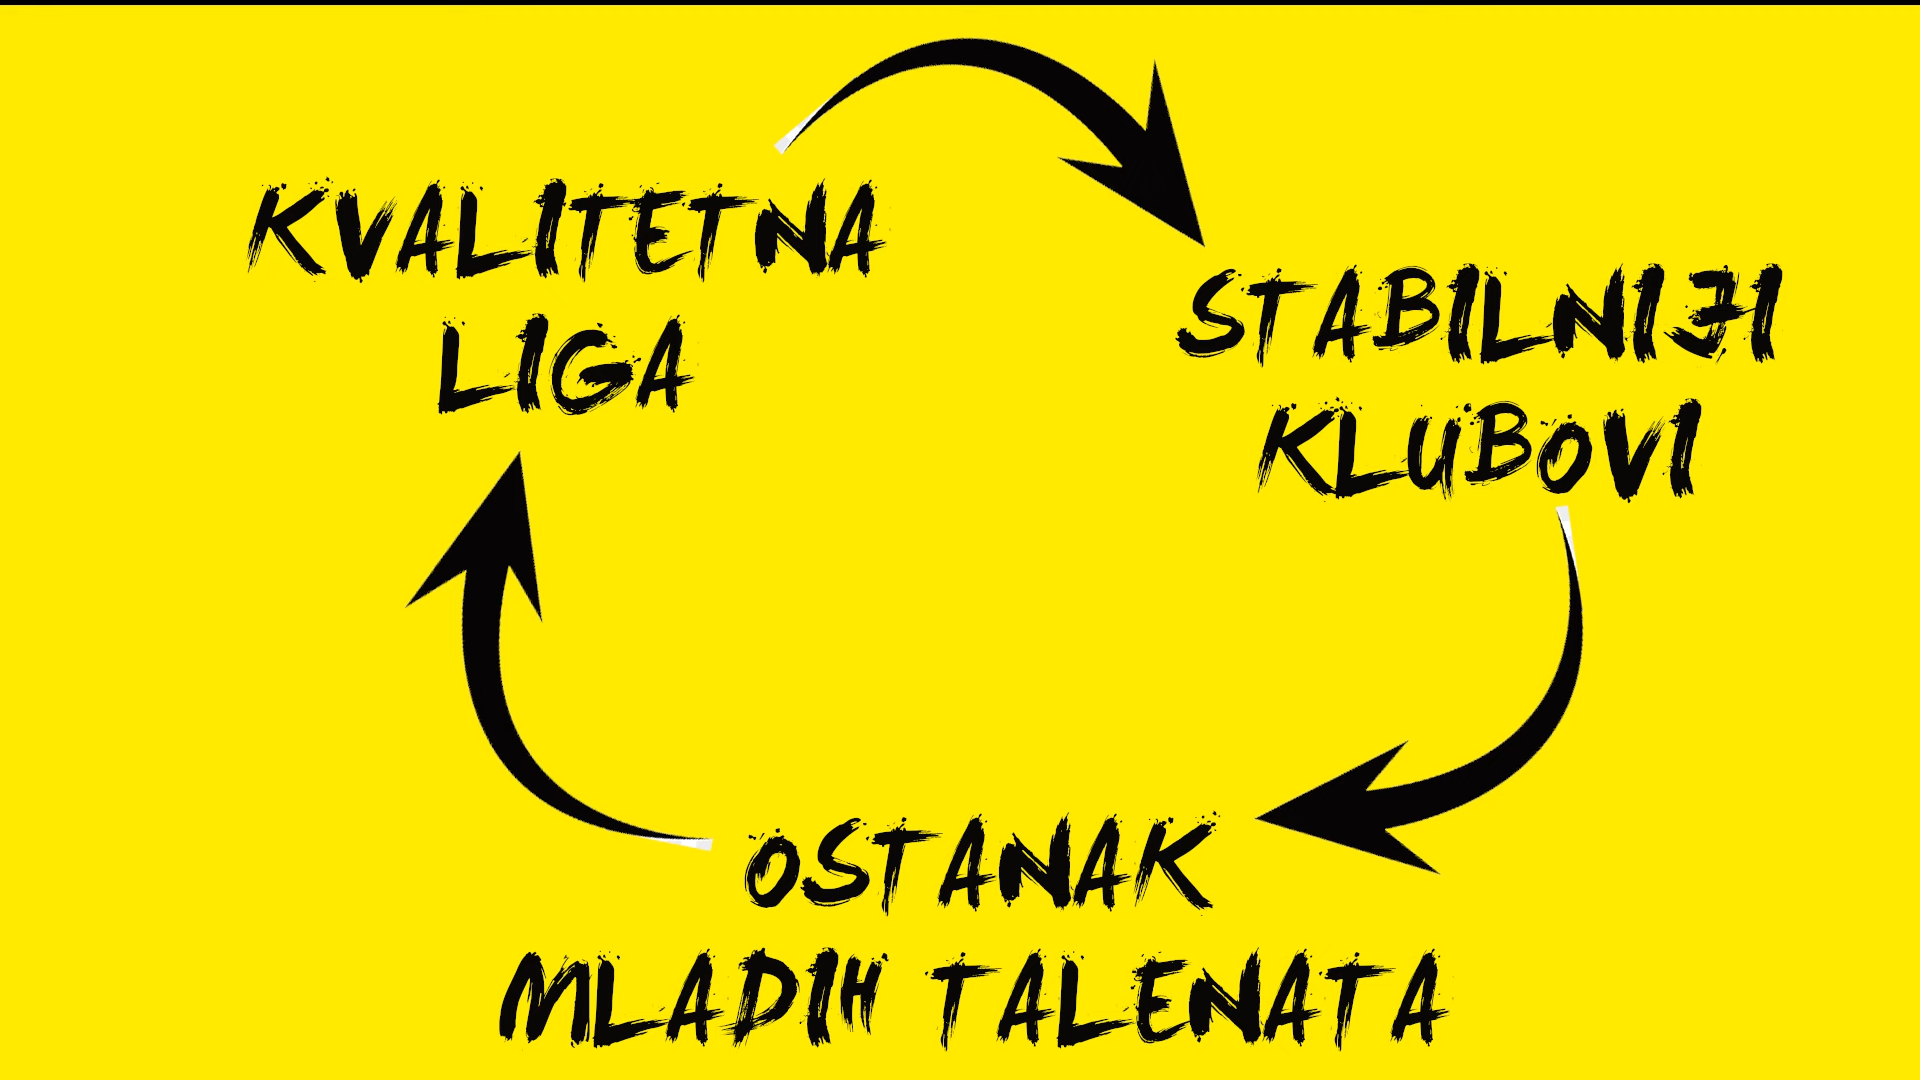 KVALITETNA
LIGA
STABILNIJI
KLUBOVI
OSTANAK
MLADIH TALENATA